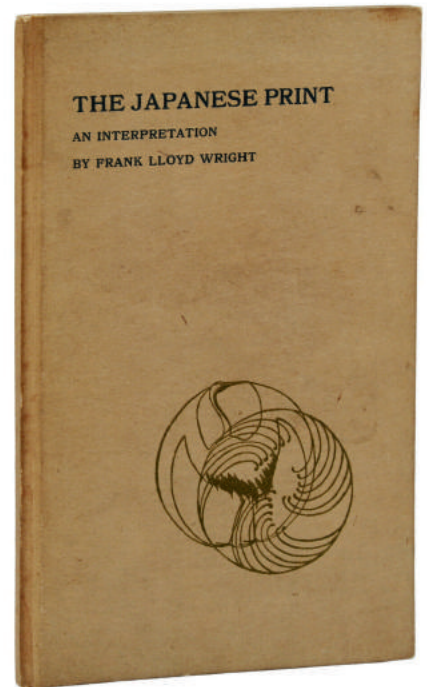 THE JAPANESE PRINT
AN INTERPRETATION
BY FRANK LLOYD WRIGHT